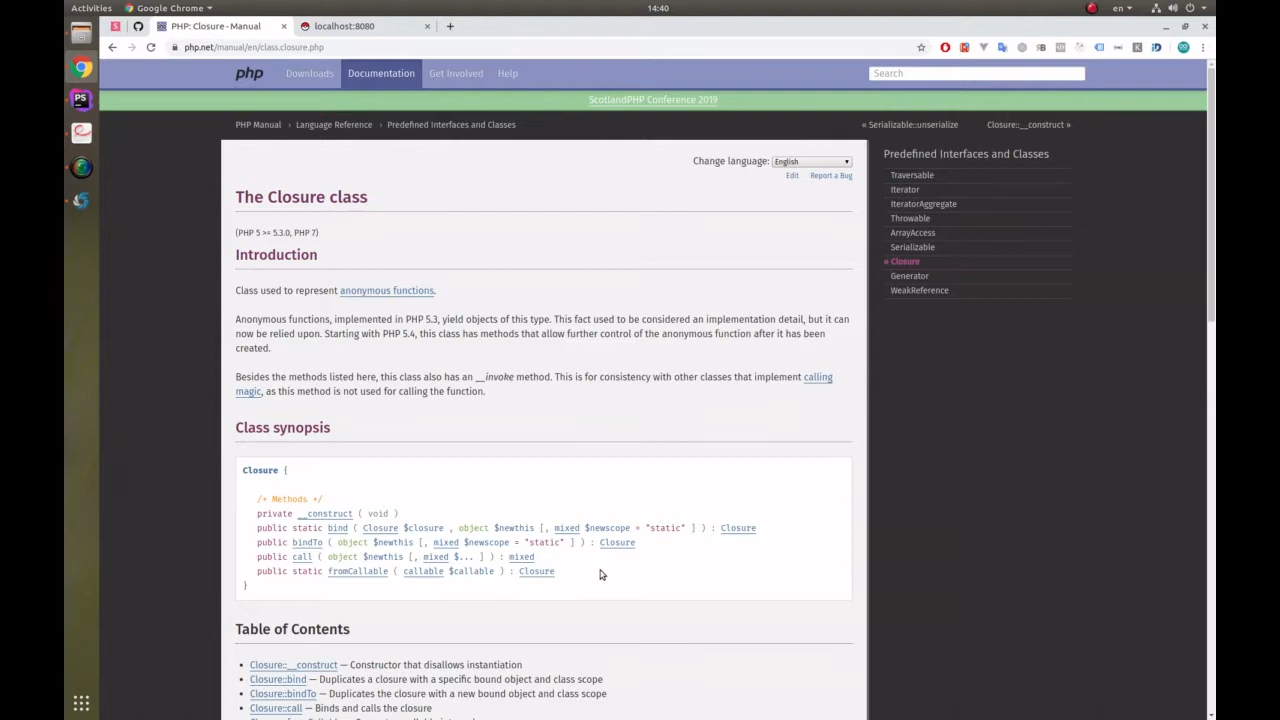 Activities
Google Chrome
14:40
en
PHP: Closure - Manual
localhost:8080
php.net/manual/en/class.closure.php
php
Downloads
Documentation
Get Involved
Help
Search
ScotlandPHP Conference 2019
PHP Manual › Language Reference › Predefined Interfaces and Classes
« Serializable::unserialize
Closure::__construct »
Change language: English
Edit Report a Bug
The Closure class
(PHP 5 >= 5.3.0, PHP 7)
Introduction
Class used to represent anonymous functions.
Anonymous functions, implemented in PHP 5.3, yield objects of this type. This fact used to be considered an implementation detail, but it can
now be relied upon. Starting with PHP 5.4, this class has methods that allow further control of the anonymous function after it has been
created.
Besides the methods listed here, this class also has an __invoke method. This is for consistency with other classes that implement calling
magic, as this method is not used for calling the function.
Class synopsis
Closure {
/* Methods */
private __construct ( void )
public static bind ( Closure $closure , object $newthis [, mixed $newscope = "static" ] ) : Closure
public bindTo ( object $newthis [, mixed $newscope = "static" ] ) : Closure
public call ( object $newthis [, mixed $... ] ) : mixed
public static fromCallable ( callable $callable ) : Closure
}
Table of Contents
• Closure::__construct — Constructor that disallows instantiation
• Closure::bind — Duplicates a closure with a specific bound object and class scope
• Closure::bindTo — Duplicates the closure with a new bound object and class scope
• Closure::call — Binds and calls the closure
Predefined Interfaces and Classes
Traversable
Iterator
IteratorAggregate
Throwable
ArrayAccess
Serializable
» Closure
Generator
WeakReference
PS